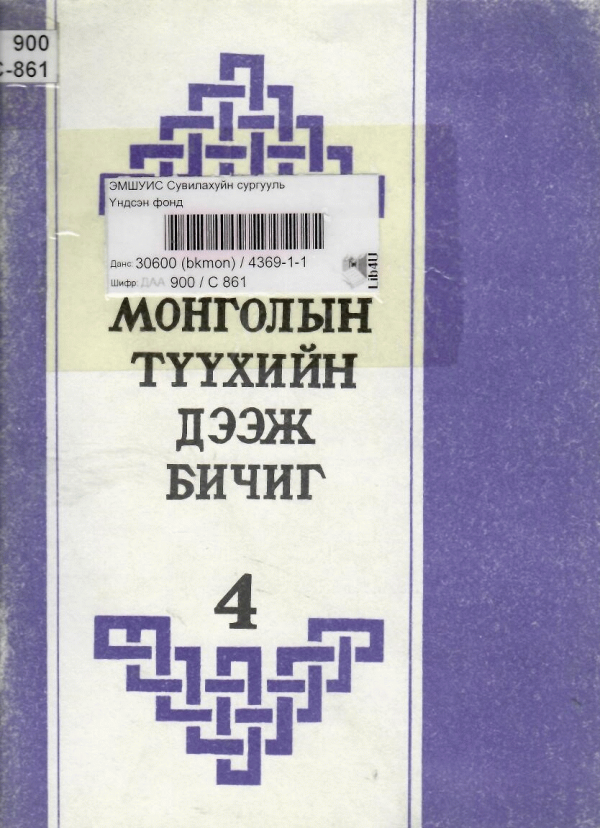 900
C-861
ЭМШУИС Сувилахуйн сургууль
Үндсэн фонд
Данс: 30600 (bkmon) / 4369-1-1
Шифр: ДАА 900 / C 861
Lib4U
МОНГОЛЫН
ТҮҮХИЙН
ДЭЭЖ
БИЧИГ
4